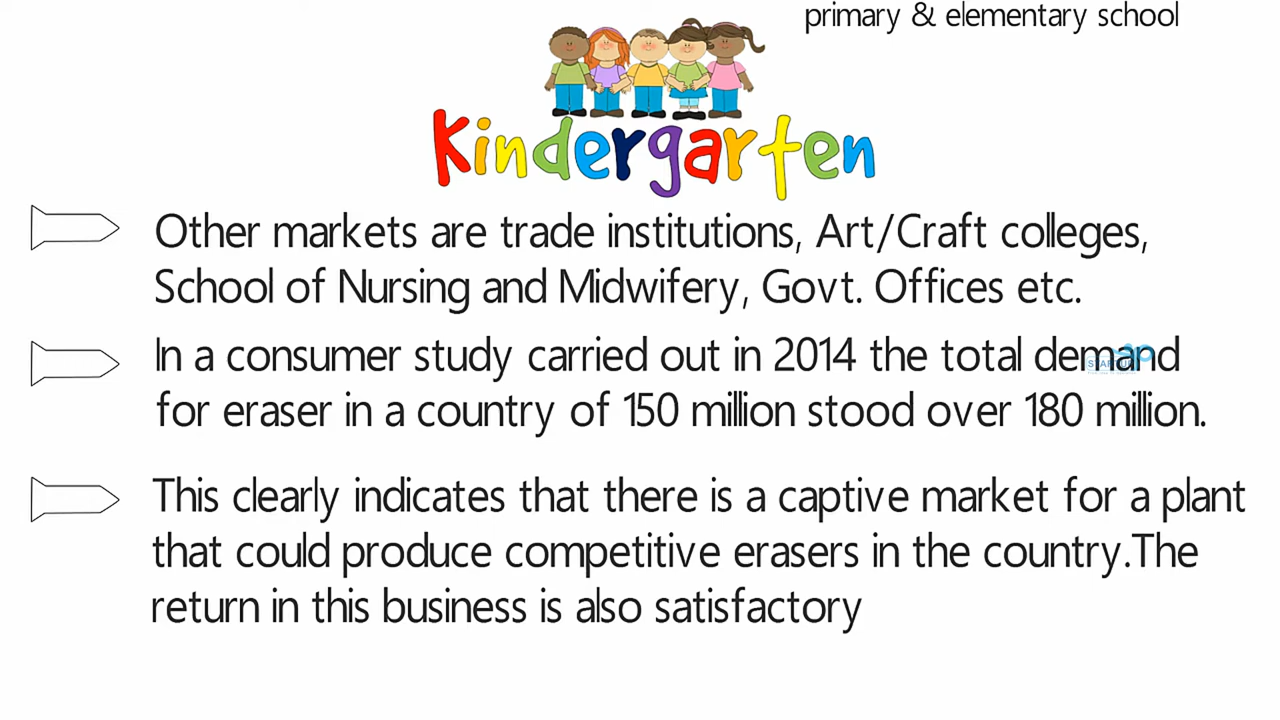 primary & elementary school
Kindergarten
Other markets are trade institutions, Art/Craft colleges,
School of Nursing and Midwifery, Govt. Offices etc.
In a consumer study carried out in 2014 the total demand
for eraser in a country of 150 million stood over 180 million.
This clearly indicates that there is a captive market for a plant
that could produce competitive erasers in the country.The
return in this business is also satisfactory